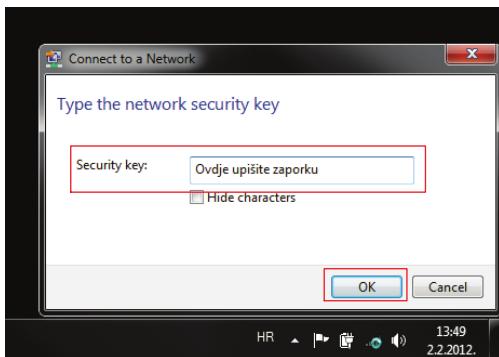 Connect to a Network
Type the network security key
Security key: Ovdje upišite zaporku
Hide characters
OK Cancel
HR 13:49
2.2.2012.